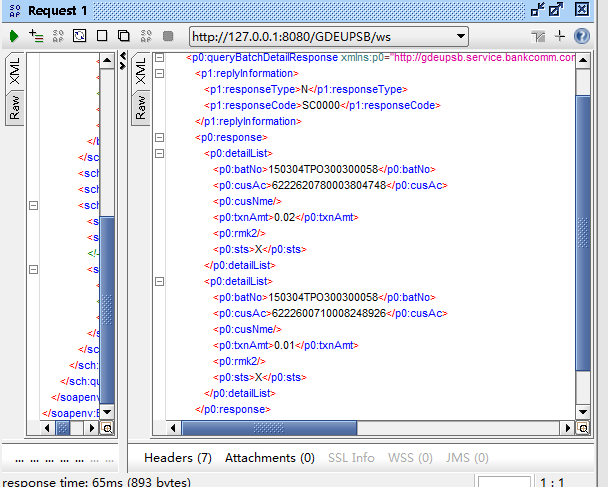 Request 1
SO
AP
http://127.0.0.1:8080/GDEUPSB/ws
XML
Raw
</b
</sch
<sch
<sch
<sch
<s
<s
<!-
<s
</s
</sch
</sch:
</sch:qu
</soapenv:E
XML
Raw
<p0:queryBatchDetailResponse xmlns:p0="http://gdeupsb.service.bankcomm.com
<p1:replyInformation>
<p1:responseType>N</p1:responseType>
<p1:responseCode>SC0000</p1:responseCode>
</p1:replyInformation>
<p0:response>
<p0:detailList>
<p0:batNo>150304TPO300300058</p0:batNo>
<p0:cusAc>6222620780003804748</p0:cusAc>
<p0:cusNme/>
<p0:txnAmt>0.02</p0:txnAmt>
<p0:rmk2/>
<p0:sts>X</p0:sts>
</p0:detailList>
<p0:detailList>
<p0:batNo>150304TPO300300058</p0:batNo>
<p0:cusAc>6222600710008248926</p0:cusAc>
<p0:cusNme/>
<p0:txnAmt>0.01</p0:txnAmt>
<p0:rmk2/>
<p0:sts>X</p0:sts>
</p0:detailList>
</p0:response>
... ... ... ... ...
Headers (7) Attachments (0) SSL Info WSS (0) JMS (0)
response time: 65ms (893 bytes)
1 : 1